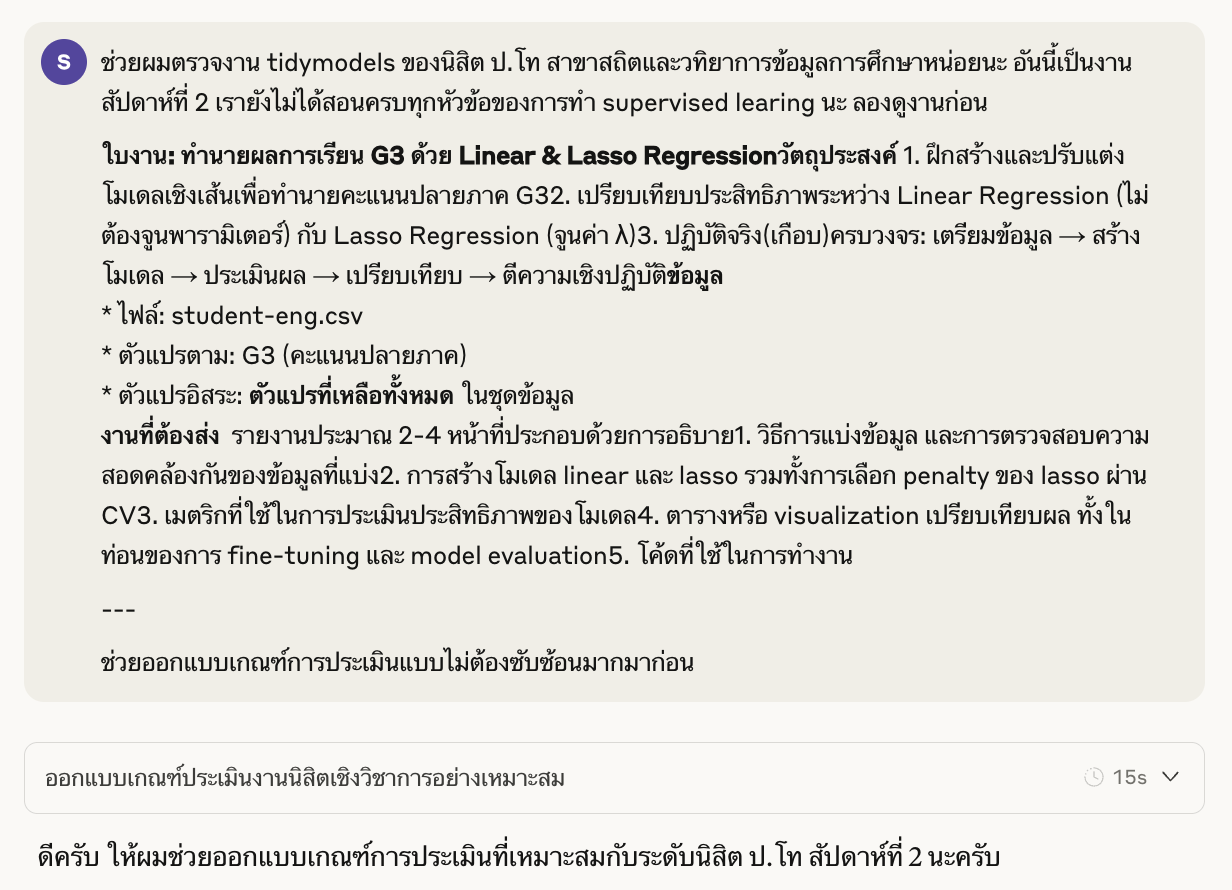 S
ช่วยผมตรวจงาน tidymodels ของนิสิต ป.โท สาขาสถิตและวิทยาการข้อมูลการศึกษาหน่อยนะ อันนี้เป็นงาน
สัปดาห์ที่ 2 เรายังไม่ได้สอนครบทุกหัวข้อของการทำ supervised learing นะ ลองดูงานก่อน
ใบงาน: ทำนายผลการเรียน G3 ด้วย Linear & Lasso Regressionวัตถุประสงค์ 1. ฝึกสร้างและปรับแต่ง
โมเดลเชิงเส้นเพื่อทำนายคะแนนปลายภาค G32. เปรียบเทียบประสิทธิภาพระหว่าง Linear Regression (ไม่
ต้องจูนพารามิเตอร์) กับ Lasso Regression (จูนค่า λ)3. ปฏิบัติจริง(เกือบ)ครบวงจร: เตรียมข้อมูล → สร้าง
โมเดล → ประเมินผล → เปรียบเทียบ → ตีความเชิงปฏิบัติข้อมูล
* ไฟล์: student-eng.csv
* ตัวแปรตาม: G3 (คะแนนปลายภาค)
* ตัวแปรอิสระ: ตัวแปรที่เหลือทั้งหมด ในชุดข้อมูล
งานที่ต้องส่ง รายงานประมาณ 2-4 หน้าที่ประกอบด้วยการอธิบาย1. วิธีการแบ่งข้อมูล และการตรวจสอบความ
สอดคล้องกันของข้อมูลที่แบ่ง2. การสร้างโมเดล linear และ lasso รวมทั้งการเลือก penalty ของ lasso ผ่าน
CV3. เมตริกที่ใช้ในการประเมินประสิทธิภาพของโมเดล4. ตารางหรือ visualization เปรียบเทียบผล ทั้งใน
ท่อนของการ fine-tuning และ model evaluation5. โค้ดที่ใช้ในการทำงาน
---
ช่วยออกแบบเกณฑ์การประเมินแบบไม่ต้องซับซ้อนมากมาก่อน
ออกแบบเกณฑ์ประเมินงานนิสิตเชิงวิชาการอย่างเหมาะสม 15s
ดีครับ ให้ผมช่วยออกแบบเกณฑ์การประเมินที่เหมาะสมกับระดับนิสิต ป.โท สัปดาห์ที่ 2 นะครับ